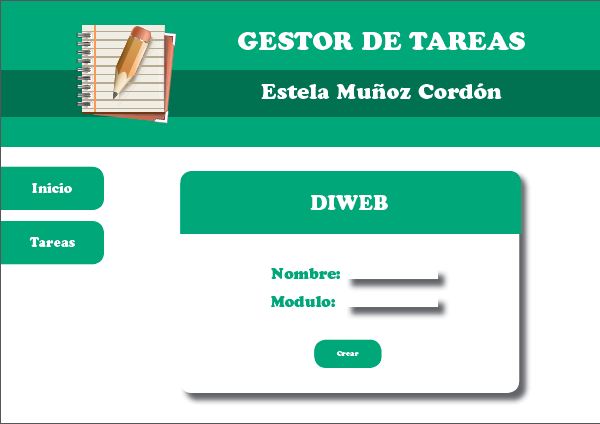 GESTOR DE TAREAS
Estela Muñoz Cordón
Inicio
Tareas
DIWEB
Nombre:
Modulo:
Crear